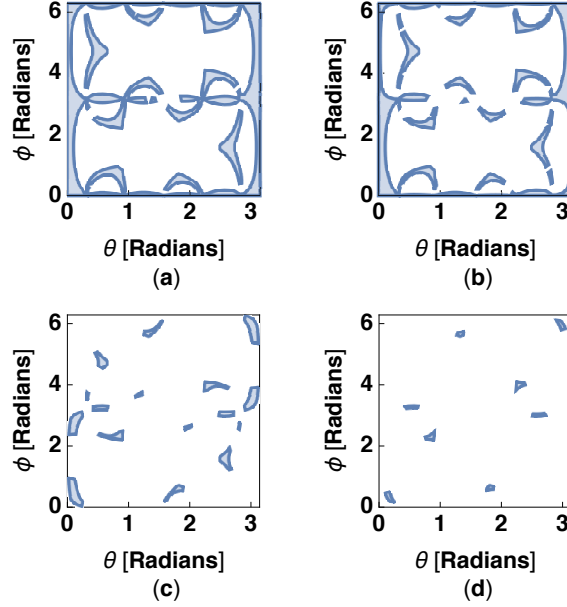 6
4
2
0
ϕ [Radians]
0 1 2 3
θ [Radians]
(a)
6
4
2
0
ϕ [Radians]
0 1 2 3
θ [Radians]
(b)
6
4
2
0
ϕ [Radians]
0 1 2 3
θ [Radians]
(c)
6
4
2
0
ϕ [Radians]
0 1 2 3
θ [Radians]
(d)